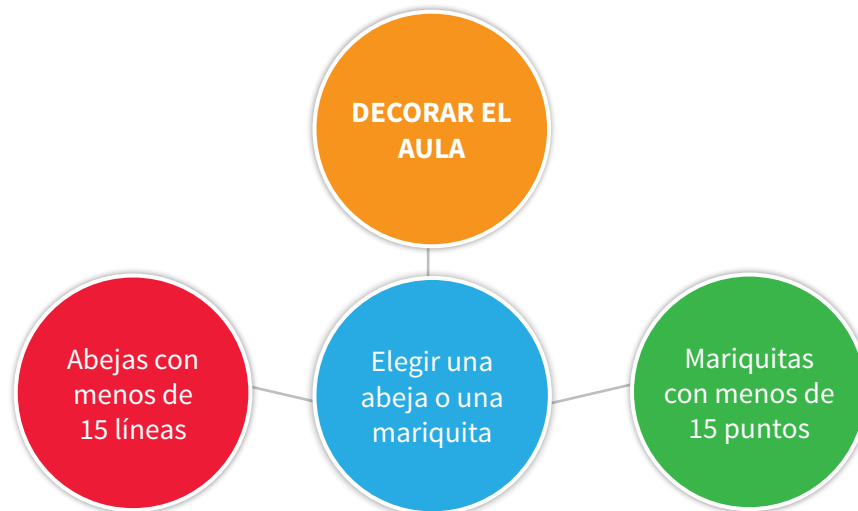 DECORAR EL
AULA
Abejas con
menos de
15 líneas
Elegir una
abeja o una
mariquita
Mariquitas
con menos de
15 puntos